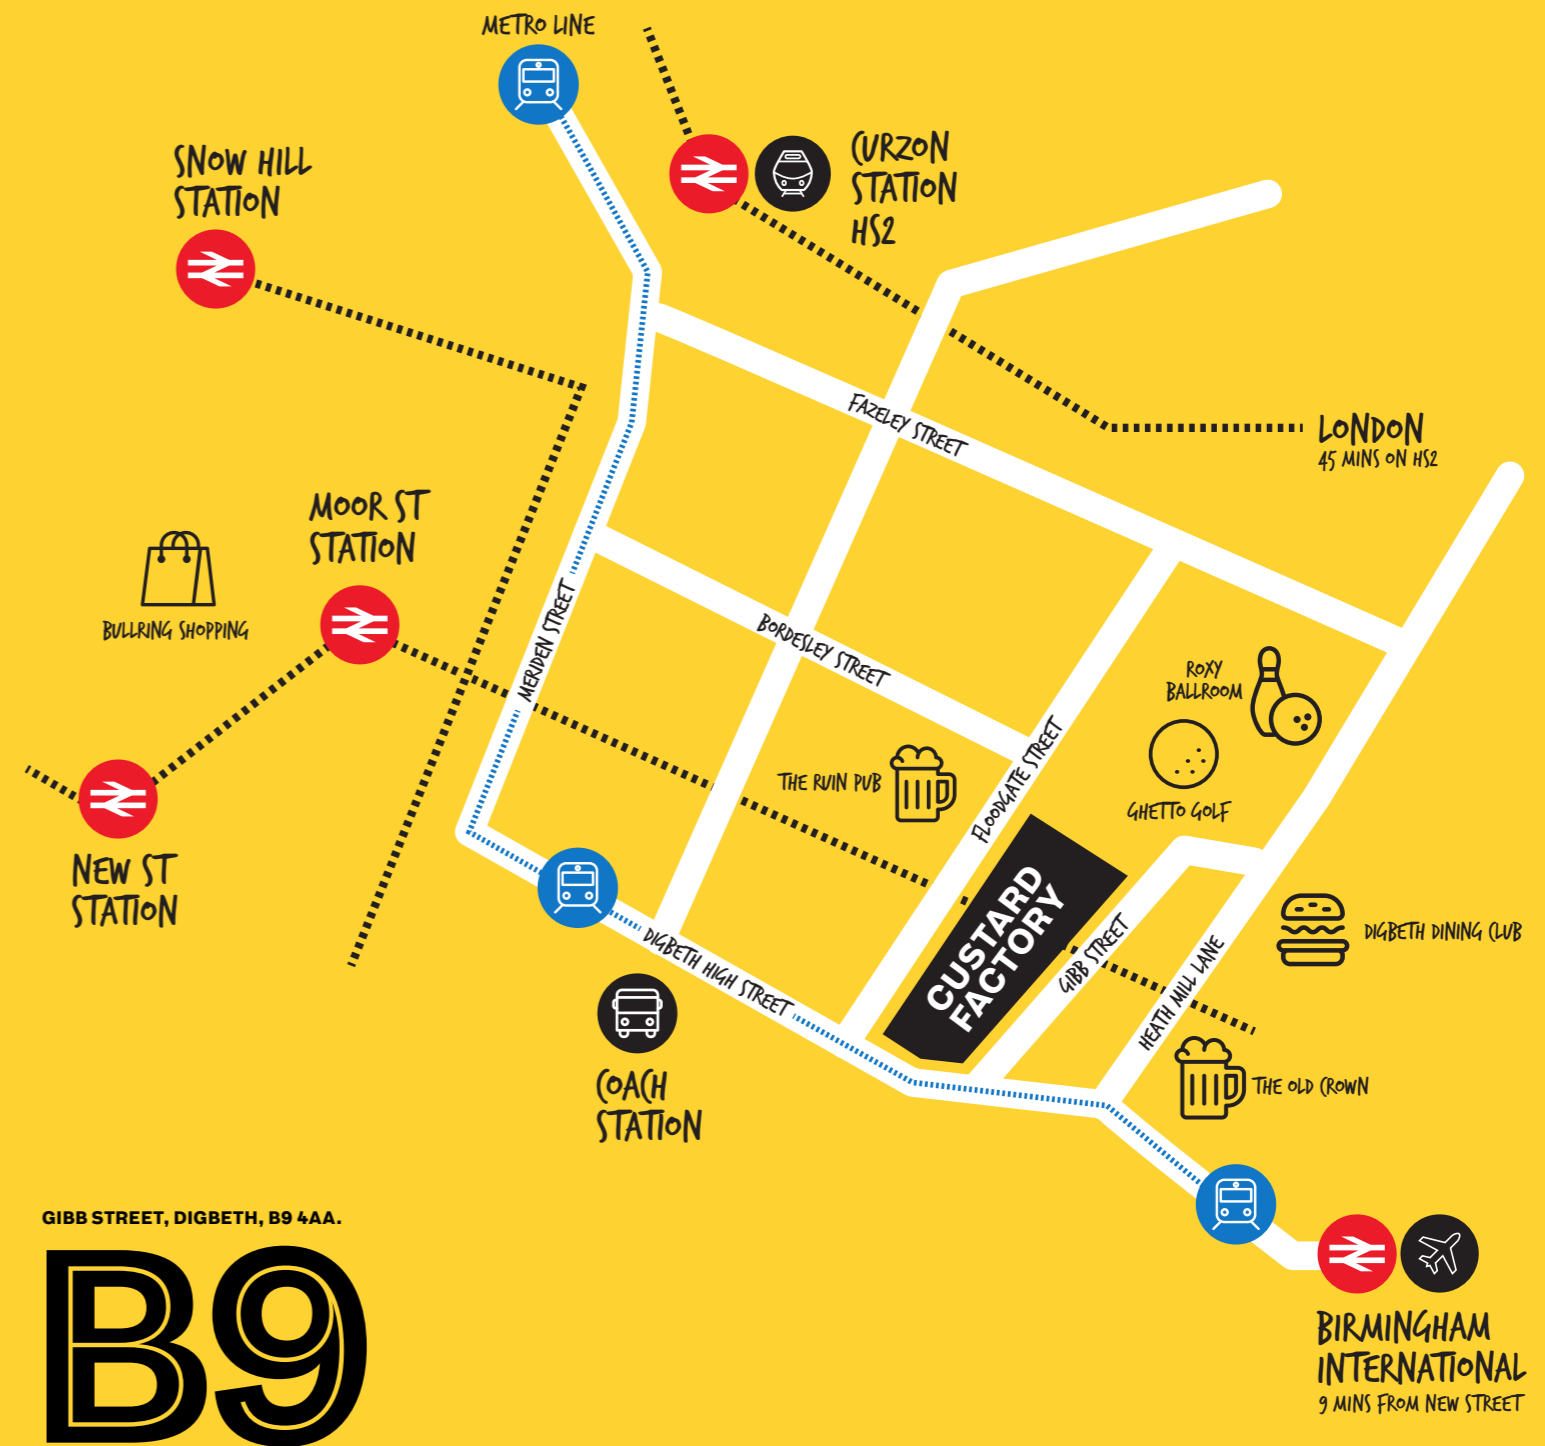 METRO LINE
SNOW HILL
STATION
CURZON
STATION
HS2
FAZELEY STREET
LONDON
45 MINS ON HS2
MOOR ST
STATION
BULLRING SHOPPING
MERIDEN STREET
BORDESLEY STREET
ROXY
BALLROOM
THE RUIN PUB
FLOODGATE STREET
GHETTO GOLF
NEW ST
STATION
CUSTARD
FACTORY
GIBB STREET
HEATH MILL LANE
DIGBETH DINING CLUB
DIGBETH HIGH STREET
COACH
STATION
THE OLD CROWN
GIBB STREET, DIGBETH, B9 4AA.
B9
BIRMINGHAM
INTERNATIONAL
9 MINS FROM NEW STREET